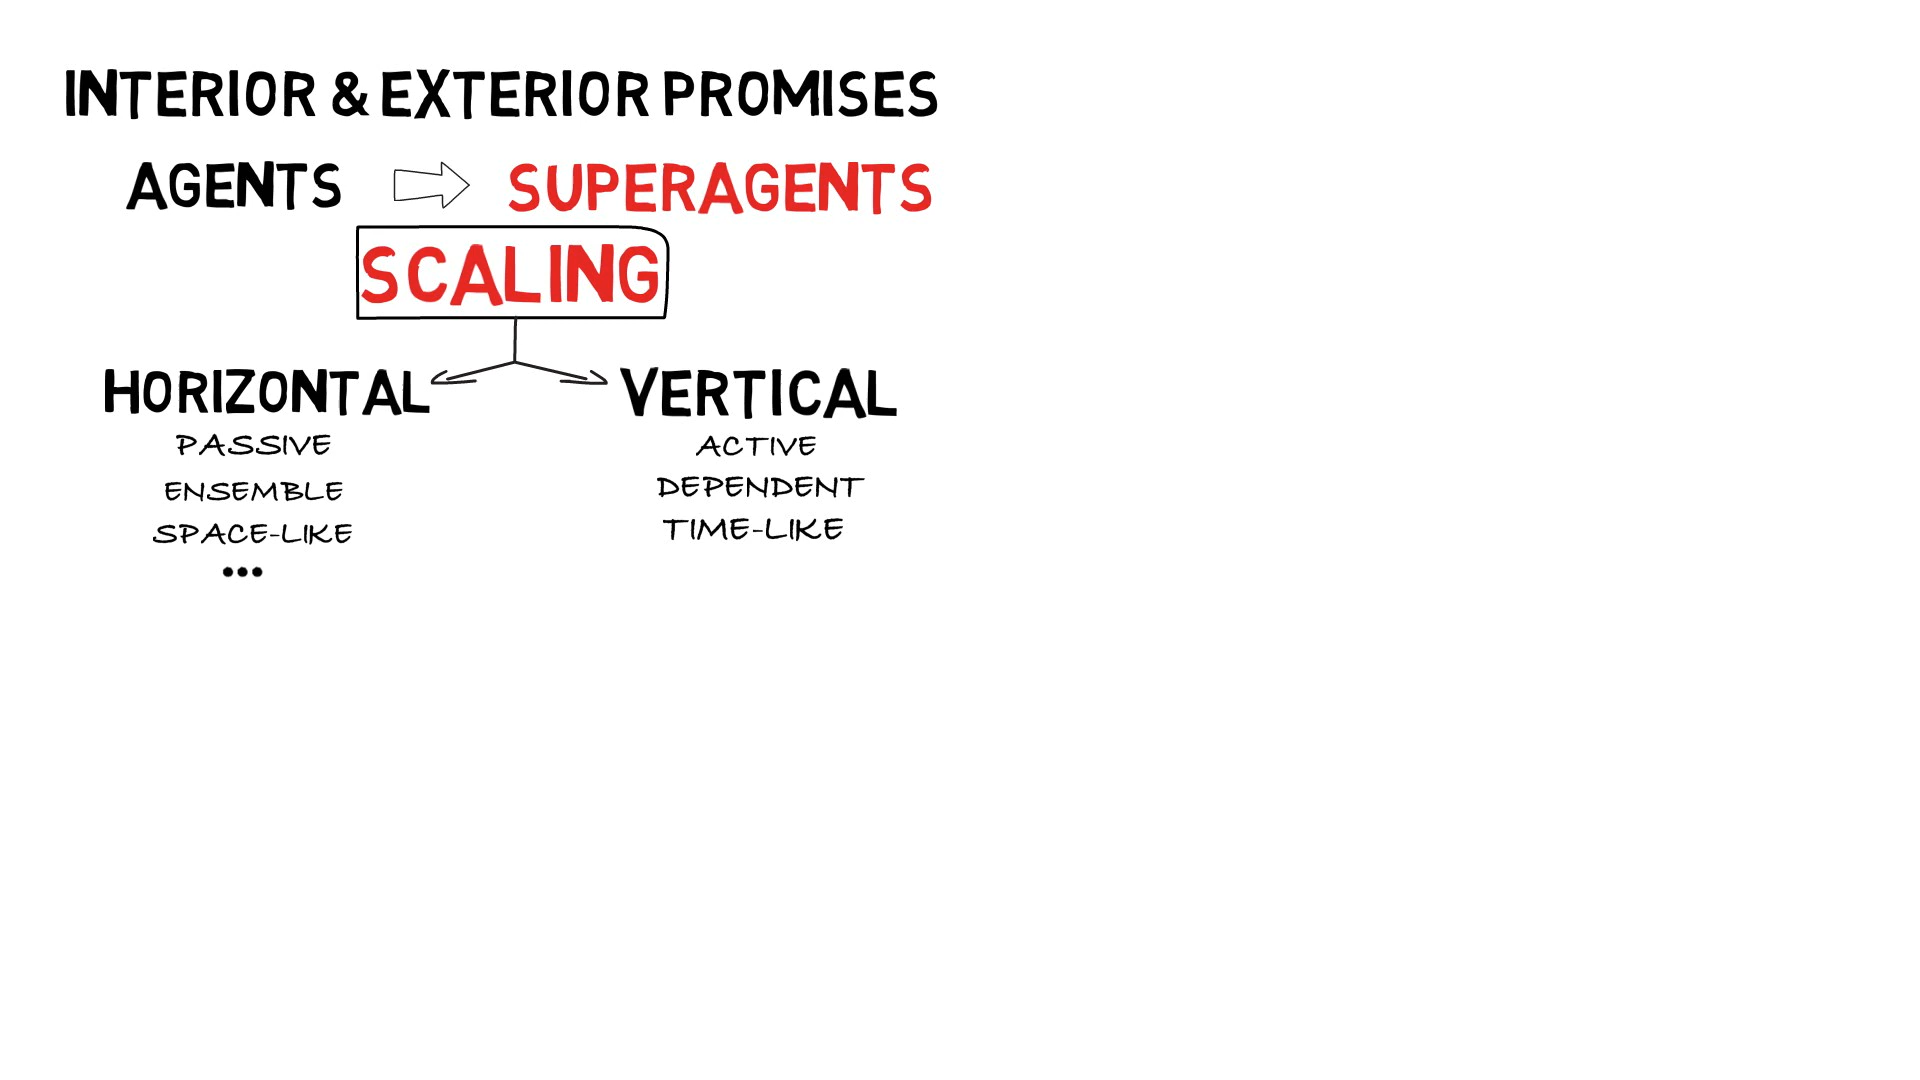 INTERIOR & EXTERIOR PROMISES
AGENTS SUPERAGENTS
SCALING
HORIZONTAL VERTICAL
PASSIVE ACTIVE
ENSEMBLE DEPENDENT
SPACE-LIKE TIME-LIKE
...